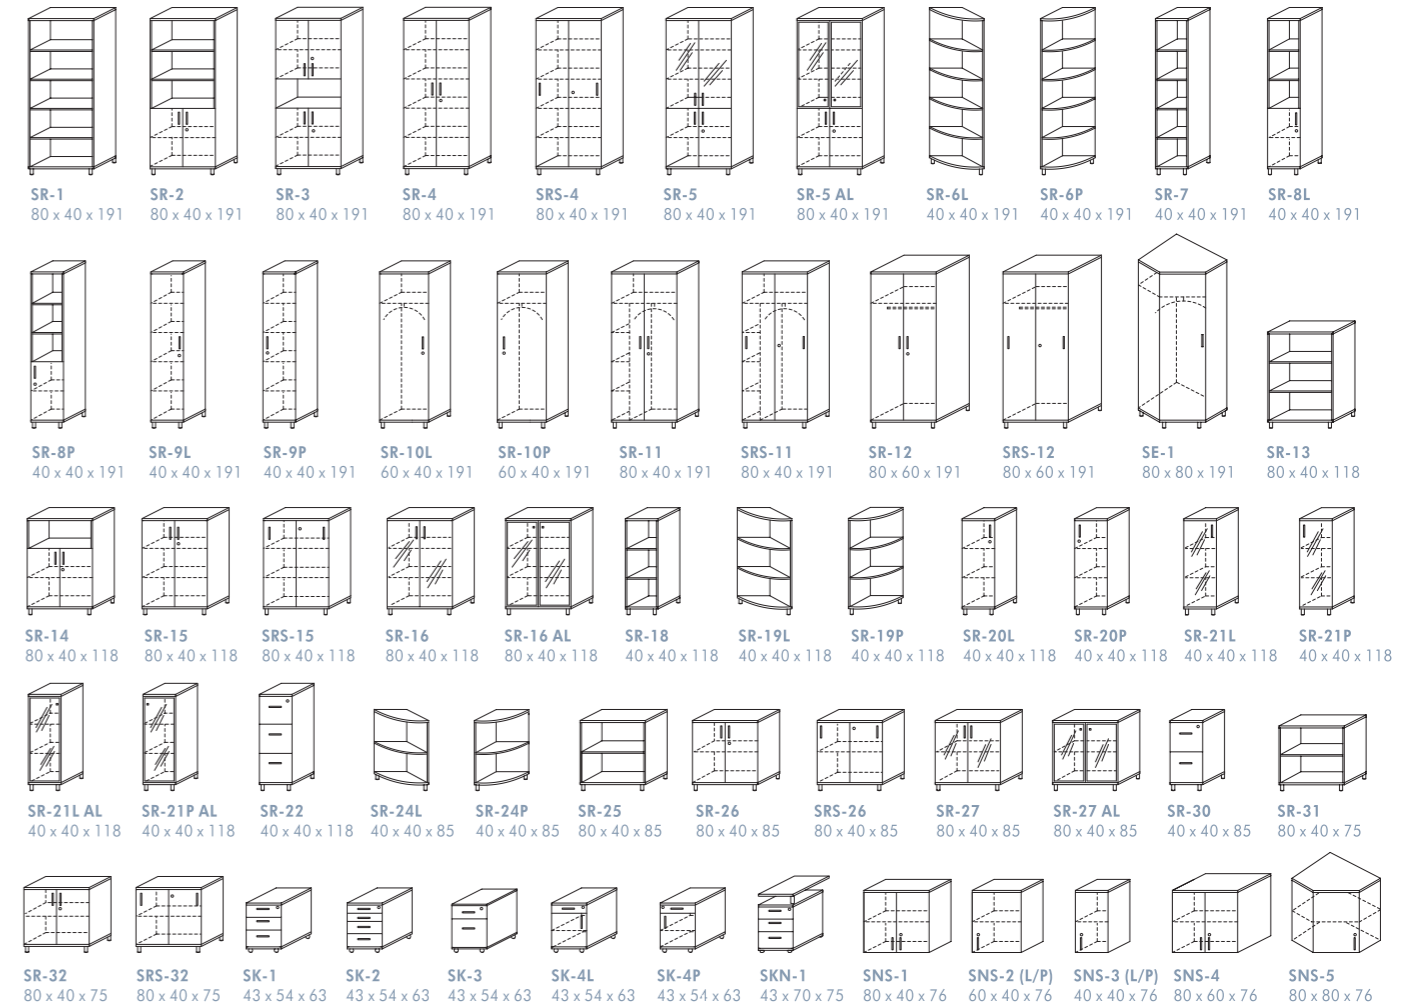 SR-1 SR-2 SR-3 SR-4 SRS-4 SR-5 SR-5 AL SR-6L SR-6P SR-7 SR-8L
80 x 40 x 191 80 x 40 x 191 80 x 40 x 191 80 x 40 x 191 80 x 40 x 191 80 x 40 x 191 80 x 40 x 191 40 x 40 x 191 40 x 40 x 191 40 x 40 x 191 40 x 40 x 191
SR-8P SR-9L SR-9P SR-10L SR-10P SR-11 SRS-11 SR-12 SRS-12 SE-1 SR-13
40 x 40 x 191 40 x 40 x 191 40 x 40 x 191 60 x 40 x 191 60 x 40 x 191 80 x 40 x 191 80 x 40 x 191 80 x 60 x 191 80 x 60 x 191 80 x 80 x 191 80 x 40 x 118
SR-14 SR-15 SRS-15 SR-16 SR-16 AL SR-18 SR-19L SR-19P SR-20L SR-20P SR-21L SR-21P
80 x 40 x 118 80 x 40 x 118 80 x 40 x 118 80 x 40 x 118 80 x 40 x 118 40 x 40 x 118 40 x 40 x 118 40 x 40 x 118 40 x 40 x 118 40 x 40 x 118 40 x 40 x 118 40 x 40 x 118
SR-21L AL SR-21P AL SR-22 SR-24L SR-24P SR-25 SR-26 SRS-26 SR-27 SR-27 AL SR-30 SR-31
40 x 40 x 118 40 x 40 x 118 40 x 40 x 118 40 x 40 x 85 40 x 40 x 85 80 x 40 x 85 80 x 40 x 85 80 x 40 x 85 80 x 40 x 85 80 x 40 x 85 40 x 40 x 85 80 x 40 x 75
SR-32 SRS-32 SK-1 SK-2 SK-3 SK-4L SK-4P SKN-1 SNS-1 SNS-2 (L/P) SNS-3 (L/P) SNS-4 SNS-5
80 x 40 x 75 80 x 40 x 75 43 x 54 x 63 43 x 54 x 63 43 x 54 x 63 43 x 54 x 63 43 x 54 x 63 43 x 70 x 75 80 x 40 x 76 60 x 40 x 76 40 x 40 x 76 80 x 60 x 76 80 x 80 x 76